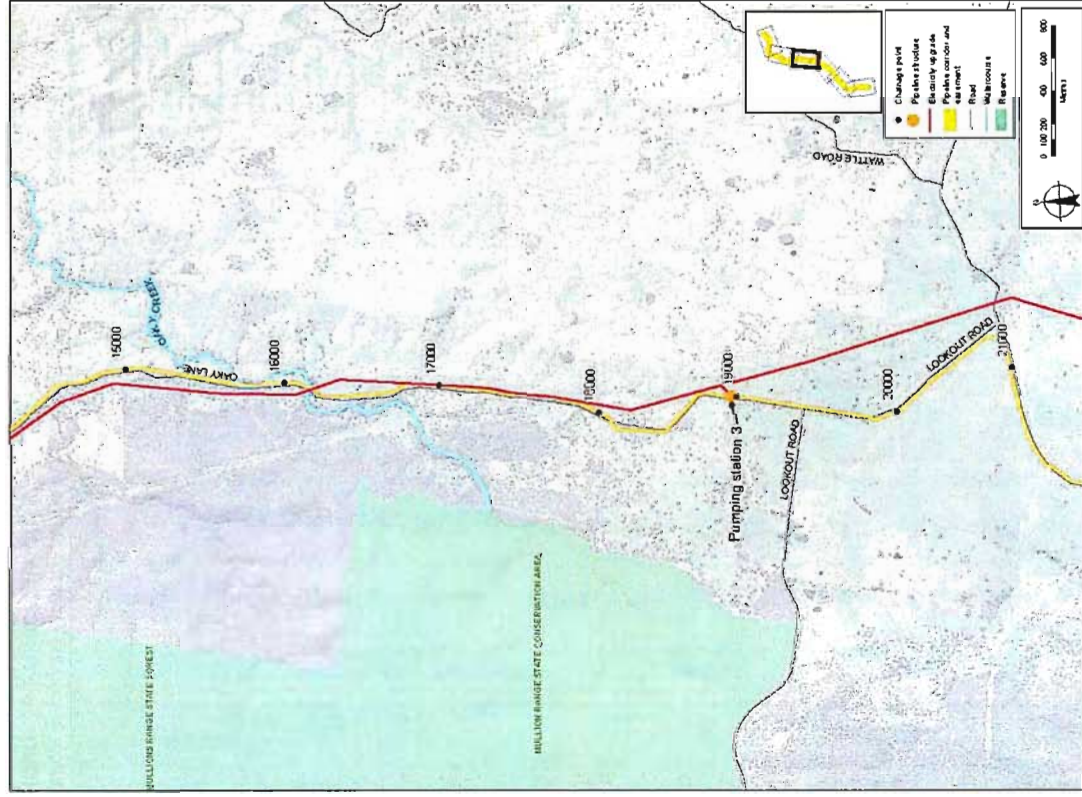 MULLIONS RANGE STATE FOREST
MULLION RANGE STATE CONSERVATION AREA
OAKY CREEK
15000
OAKY LANE
16000
17000
18000
19000
Pumping station 3
LOOKOUT ROAD
20000
LOOKOUT ROAD
21000
WATTLE ROAD
Chainage point
Pipeline structure
Electricity upgrade
Pipeline corridor and
easement
Road
Watercourse
Reserve
0 100 200 400 600 800
Meters